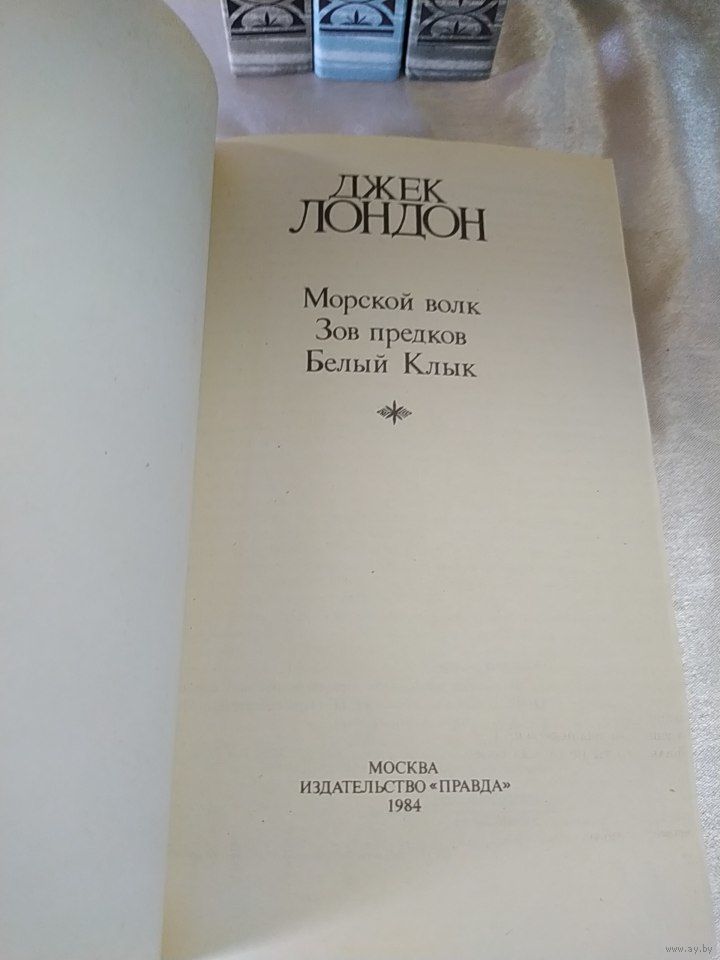 ДЖЕК
ЛОНДОН
Морской волк
Зов предков
Белый Клык
МОСКВА
ИЗДАТЕЛЬСТВО «ПРАВДА»
1984
www.ay.by